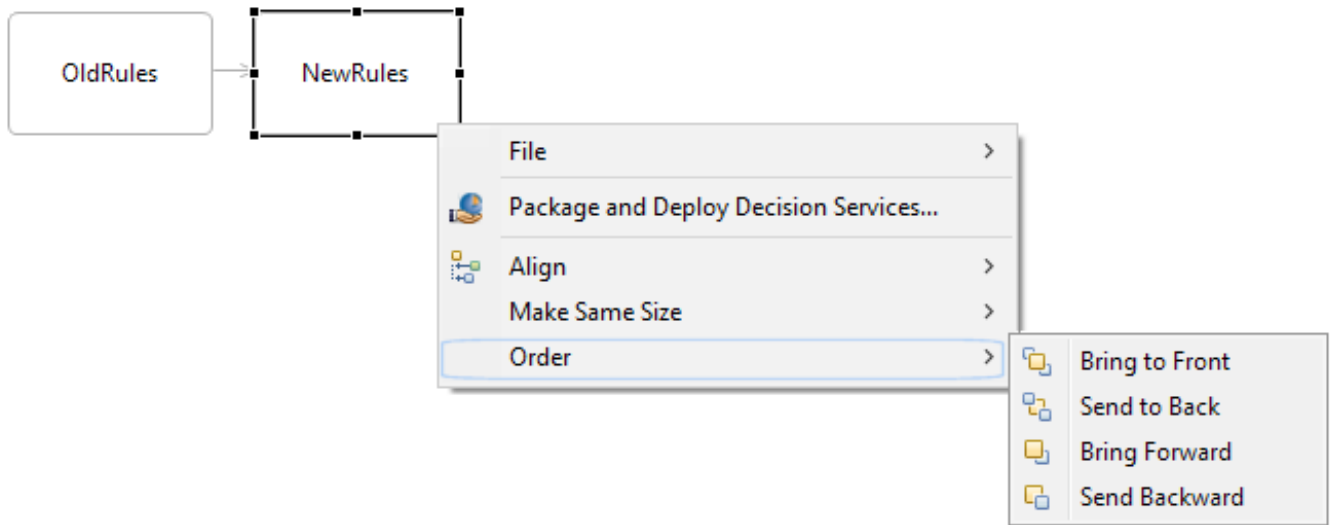 OldRules
NewRules
File
Package and Deploy Decision Services...
Align
Make Same Size
Order
Bring to Front
Send to Back
Bring Forward
Send Backward